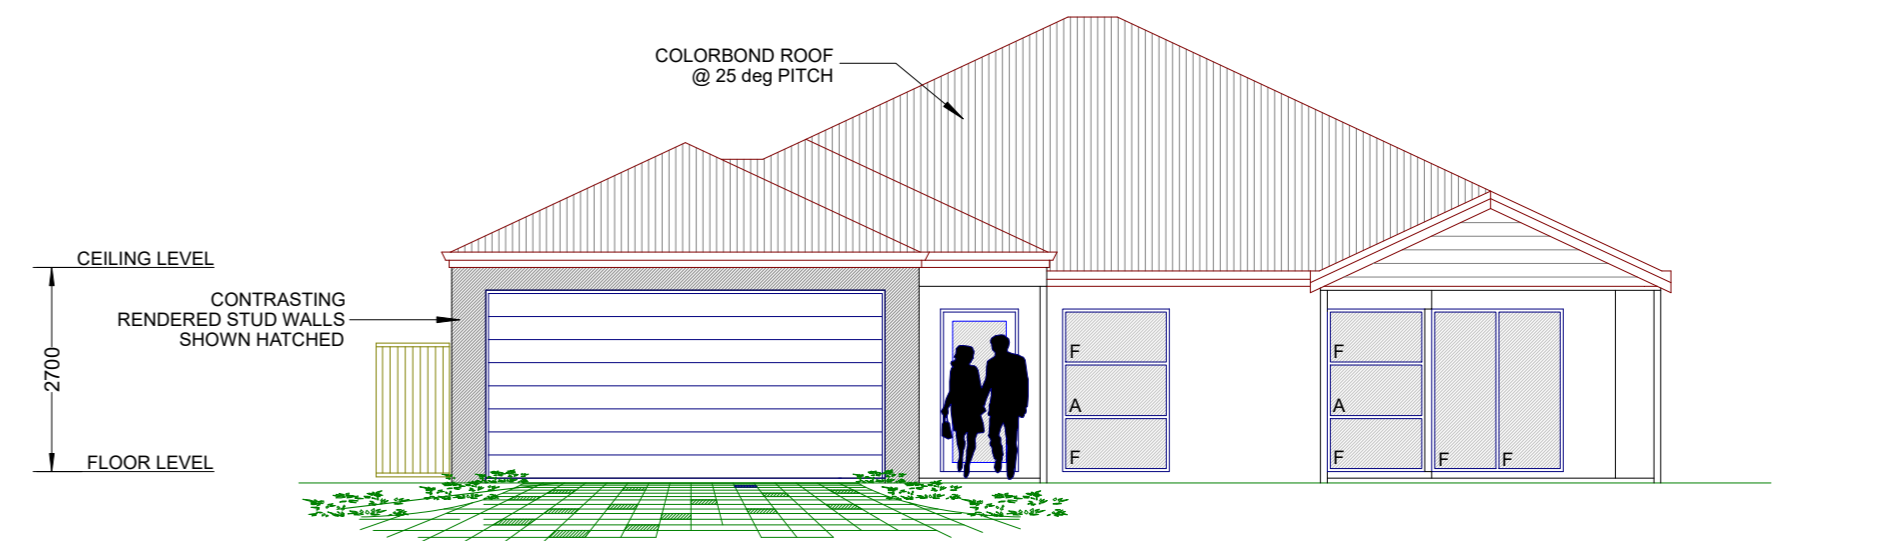 COLORBOND ROOF
@ 25 deg PITCH
CEILING LEVEL
CONTRASTING
RENDERED STUD WALLS
SHOWN HATCHED
2700
FLOOR LEVEL
F
A
F
F
A
F
F
F